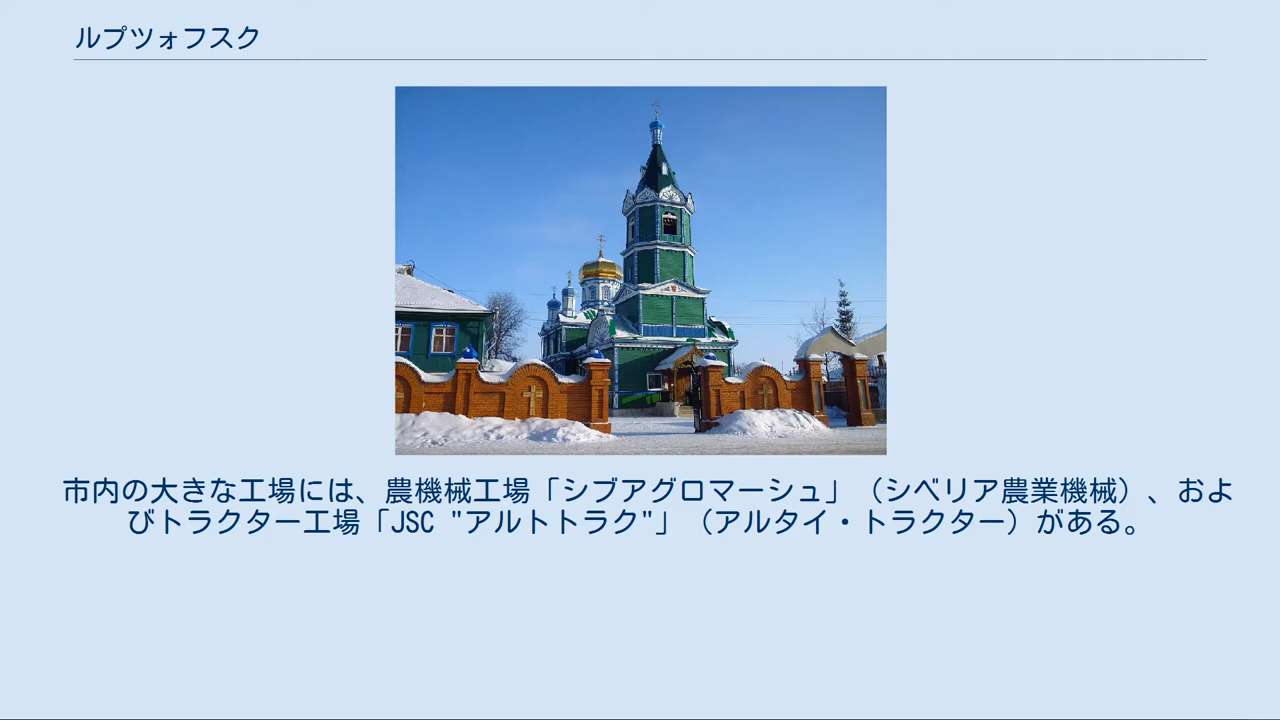 ルプツォフスク
市内の大きな工場には、農機械工場「シブアグロマーシュ」（シベリア農業機械）、およ
びトラクター工場「JSC "アルトトラク"」（アルタイ・トラクター）がある。